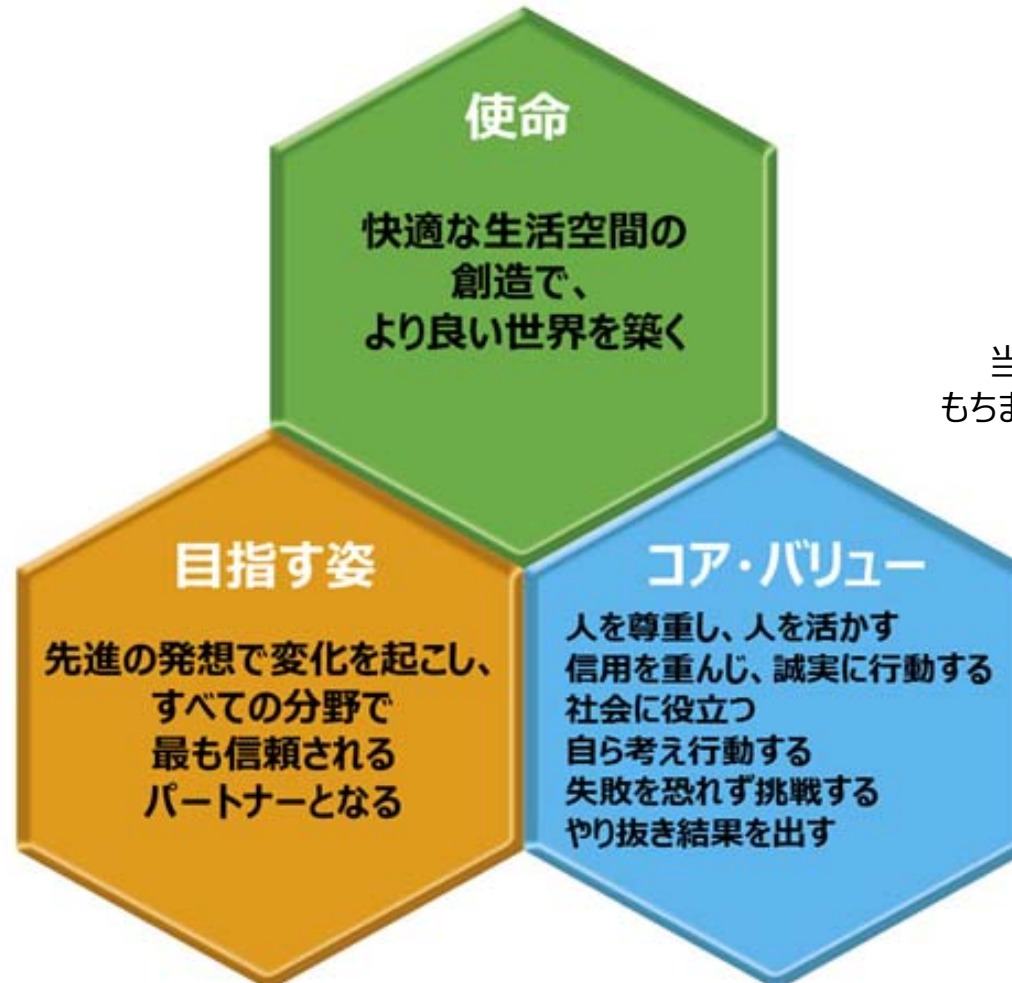 使命
快適な生活空間の
創造で、
より良い世界を築く
当
もちま
目指す姿
先進の発想で変化を起こし、
すべての分野で
最も信頼される
パートナーとなる
コア・バリュー
人を尊重し、人を活かす
信用を重んじ、誠実に行動する
社会に役立つ
自ら考え行動する
失敗を恐れず挑戦する
やり抜き結果を出す